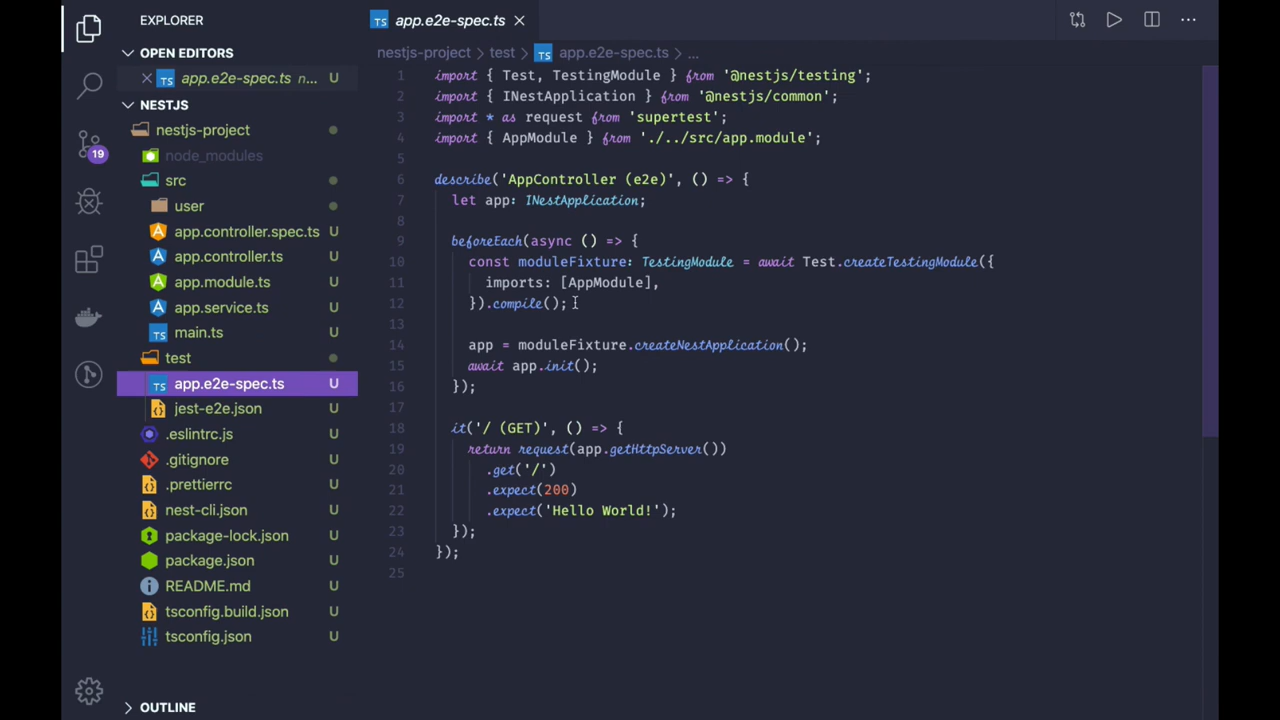 EXPLORER
OPEN EDITORS
app.e2e-spec.ts n... U
NESTJS
nestjs-project
node_modules
src
user
app.controller.spec.ts U
app.controller.ts U
app.module.ts U
app.service.ts U
main.ts U
test
app.e2e-spec.ts U
jest-e2e.json U
.eslintrc.js U
.gitignore U
.prettierrc U
nest-cli.json U
package-lock.json U
package.json U
README.md U
tsconfig.build.json U
tsconfig.json U
OUTLINE
19
TS app.e2e-spec.ts
nestjs-project > test > TS app.e2e-spec.ts > ...
1 import { Test, TestingModule } from '@nestjs/testing';
2 import { INestApplication } from '@nestjs/common';
3 import * as request from 'supertest';
4 import { AppModule } from './../src/app.module';
5
6 describe('AppController (e2e)', () => {
7 let app: INestApplication;
8
9 beforeEach(async () => {
10 const moduleFixture: TestingModule = await Test.createTestingModule({
11 imports: [AppModule],
12 }).compile();
13
14 app = moduleFixture.createNestApplication();
15 await app.init();
16 });
17
18 it('/ (GET)', () => {
19 return request(app.getHttpServer())
20 .get('/')
21 .expect(200)
22 .expect('Hello World!');
23 });
24 });
25